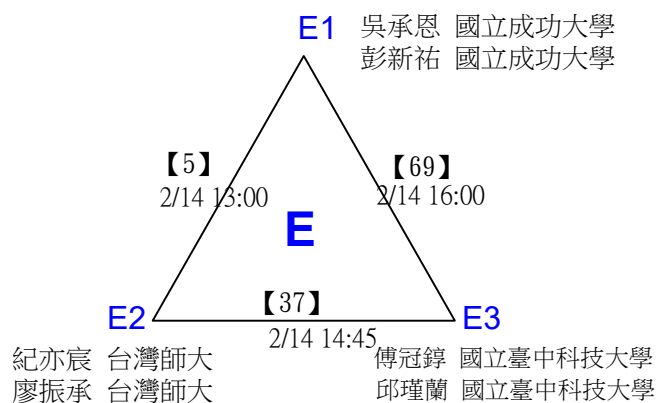 E1 吳承恩 國立成功大學
彭新祐 國立成功大學
【5】
2/14 13:00
【69】
2/14 16:00
E
【37】
2/14 14:45
E2
E3
紀亦宸 台灣師大
廖振承 台灣師大
傅冠錞 國立臺中科技大學
邱瑾蘭 國立臺中科技大學